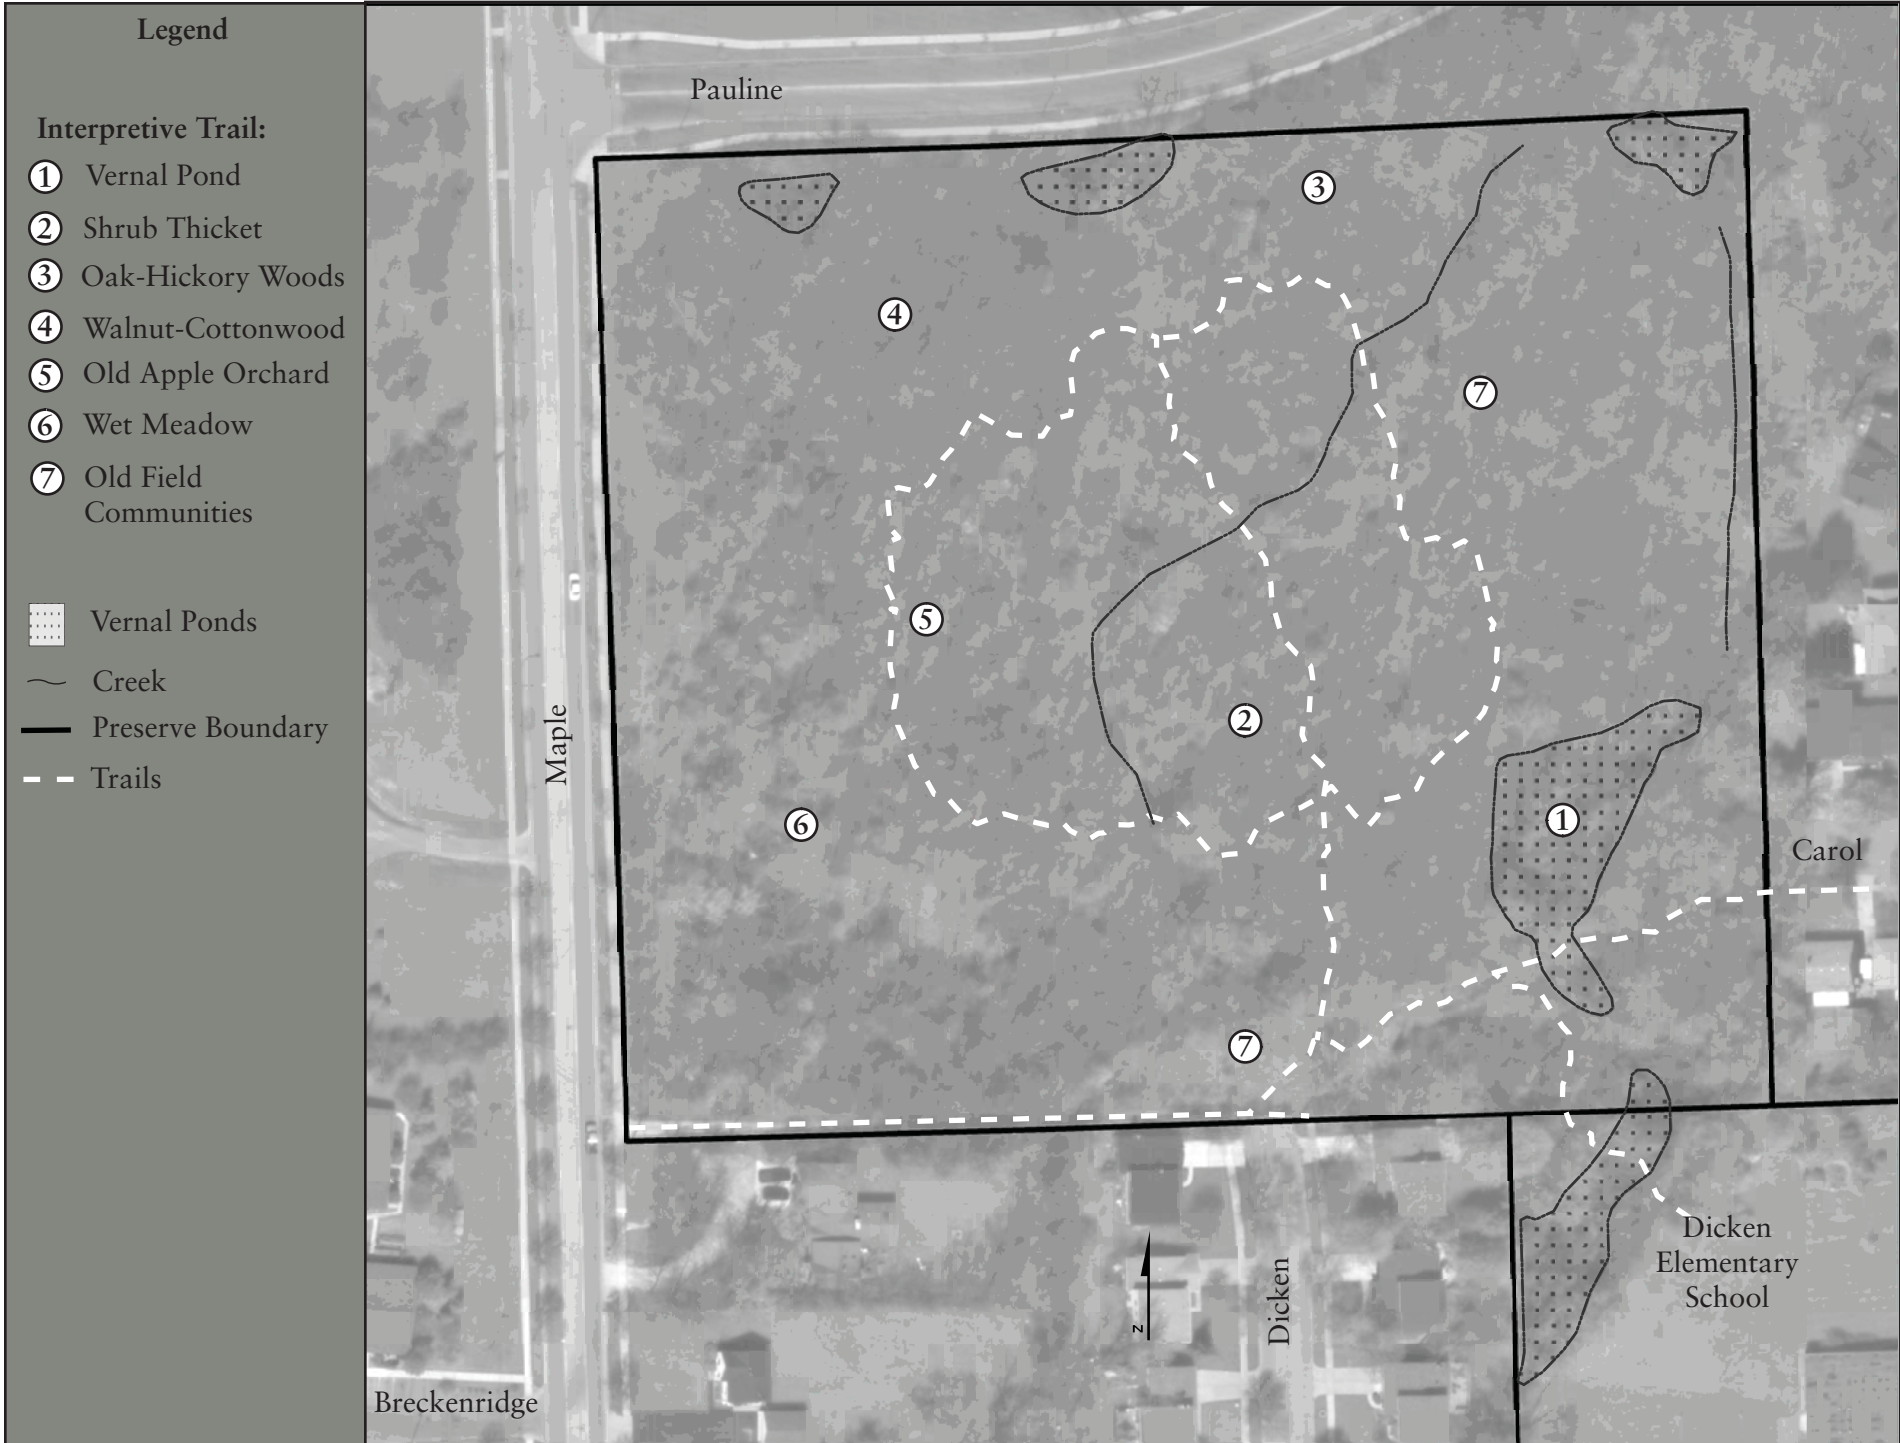 Legend
Interpretive Trail:
1 Vernal Pond
2 Shrub Thicket
3 Oak-Hickory Woods
4 Walnut-Cottonwood
5 Old Apple Orchard
6 Wet Meadow
7 Old Field
Communities
Vernal Ponds
Creek
Preserve Boundary
Trails
Pauline
3
4
7
5
2
1
6
Maple
Carol
7
Dicken
Elementary
School
N
Dicken
Breckenridge